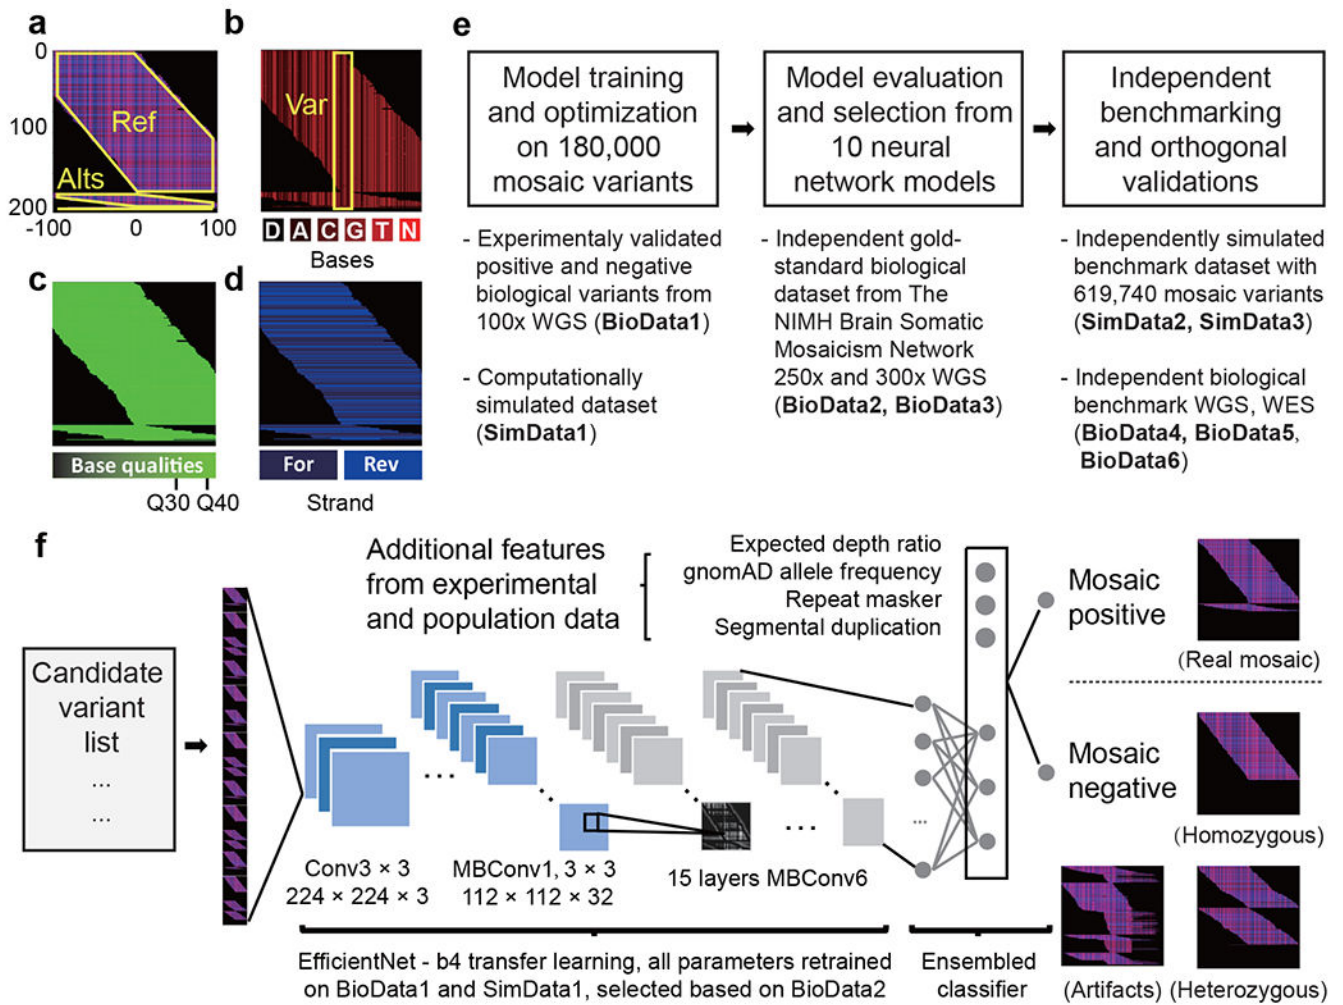 a
0
100
200
-100
0
100
Ref
Alts
b
Var
D A C G T N
Bases
c
Base qualities
Q30 Q40
d
For Rev
Strand
e
Model training
and optimization
on 180,000
mosaic variants
- Experimentaly validated
positive and negative
biological variants from
100x WGS (BioData1)
- Computationally
simulated dataset
(SimData1)
Model evaluation
and selection from
10 neural
network models
- Independent gold-
standard biological
dataset from The
NIMH Brain Somatic
Mosaicism Network
250x and 300x WGS
(BioData2, BioData3)
Independent
benchmarking
and orthogonal
validations
- Independently simulated
benchmark dataset with
619,740 mosaic variants
(SimData2, SimData3)
- Independent biological
benchmark WGS, WES
(BioData4, BioData5,
BioData6)
f
Candidate
variant
list
...
...
Additional features
from experimental
and population data
Expected depth ratio
gnomAD allele frequency
Repeat masker
Segmental duplication
Conv3 × 3
224 × 224 × 3
MBConv1, 3 × 3
112 × 112 × 32
15 layers MBConv6
EfficientNet - b4 transfer learning, all parameters retrained
on BioData1 and SimData1, selected based on BioData2
...
Ensembled
classifier
Mosaic
positive
(Real mosaic)
Mosaic
negative
(Homozygous)
(Artifacts)
(Heterozygous)